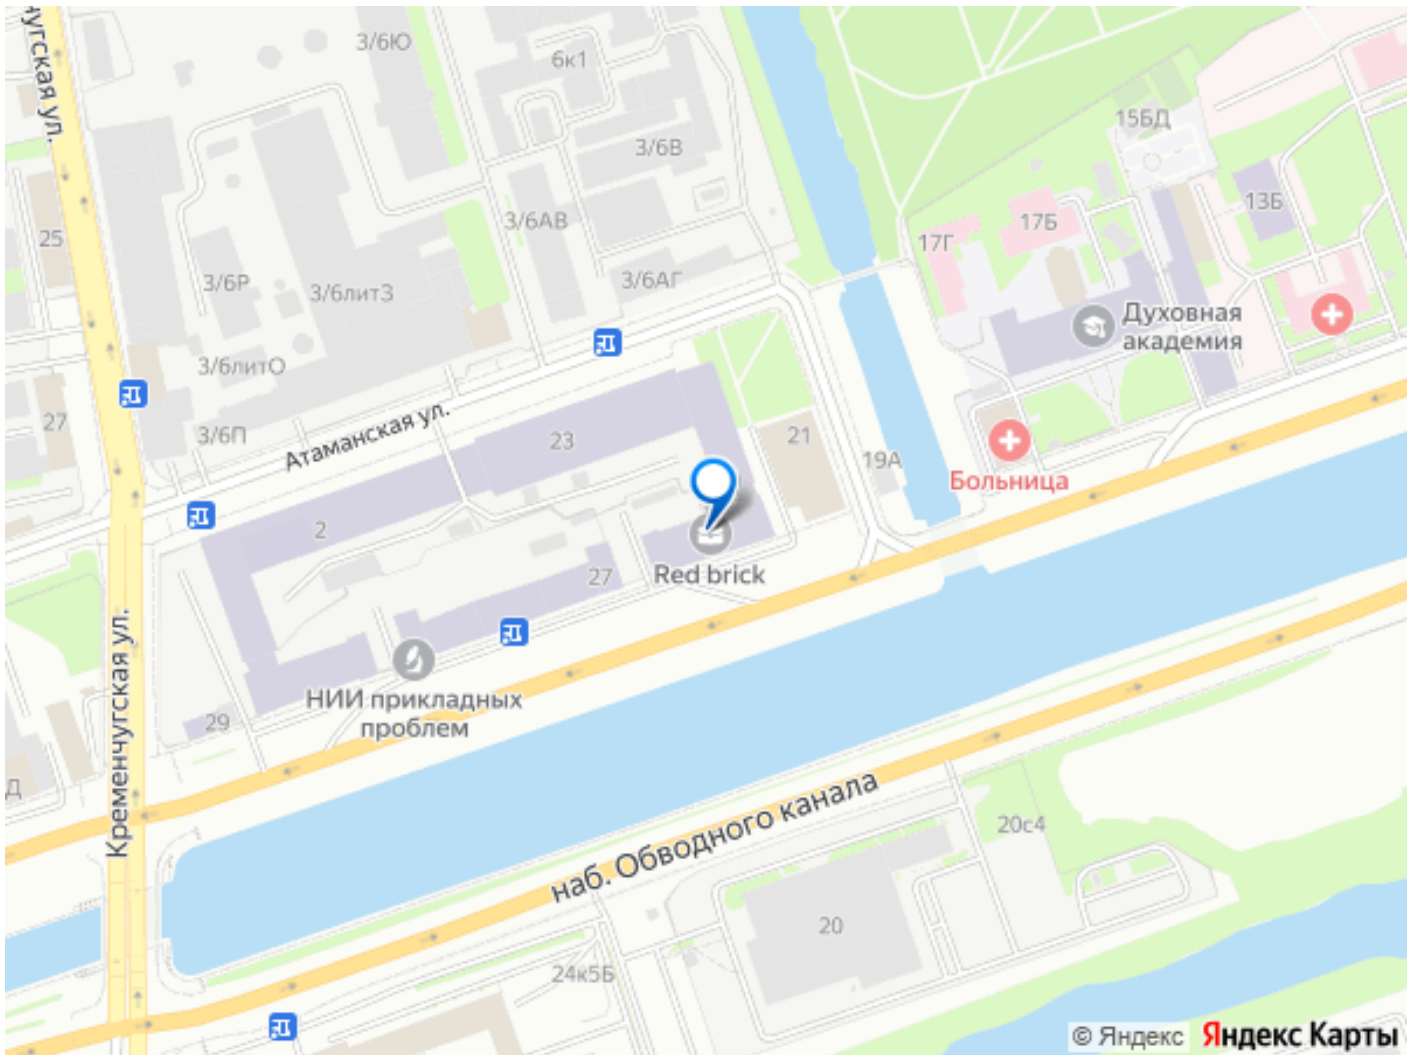 3/6Ю
6к1
нугская ул.
15БД
3/6В
13Б
3/6АВ
17Б
25
17Г
3/6Р
3/6литЗ
3/6АГ
Духовная
академия
3/6литО
27
3/6П
Атаманская ул.
23
21
19А
Больница
2
27
Red brick
Кременчугская ул.
НИИ прикладных
проблем
29
Д
наб. Обводного канала
20с4
20
24к5Б
© Яндекс
Яндекс Карты